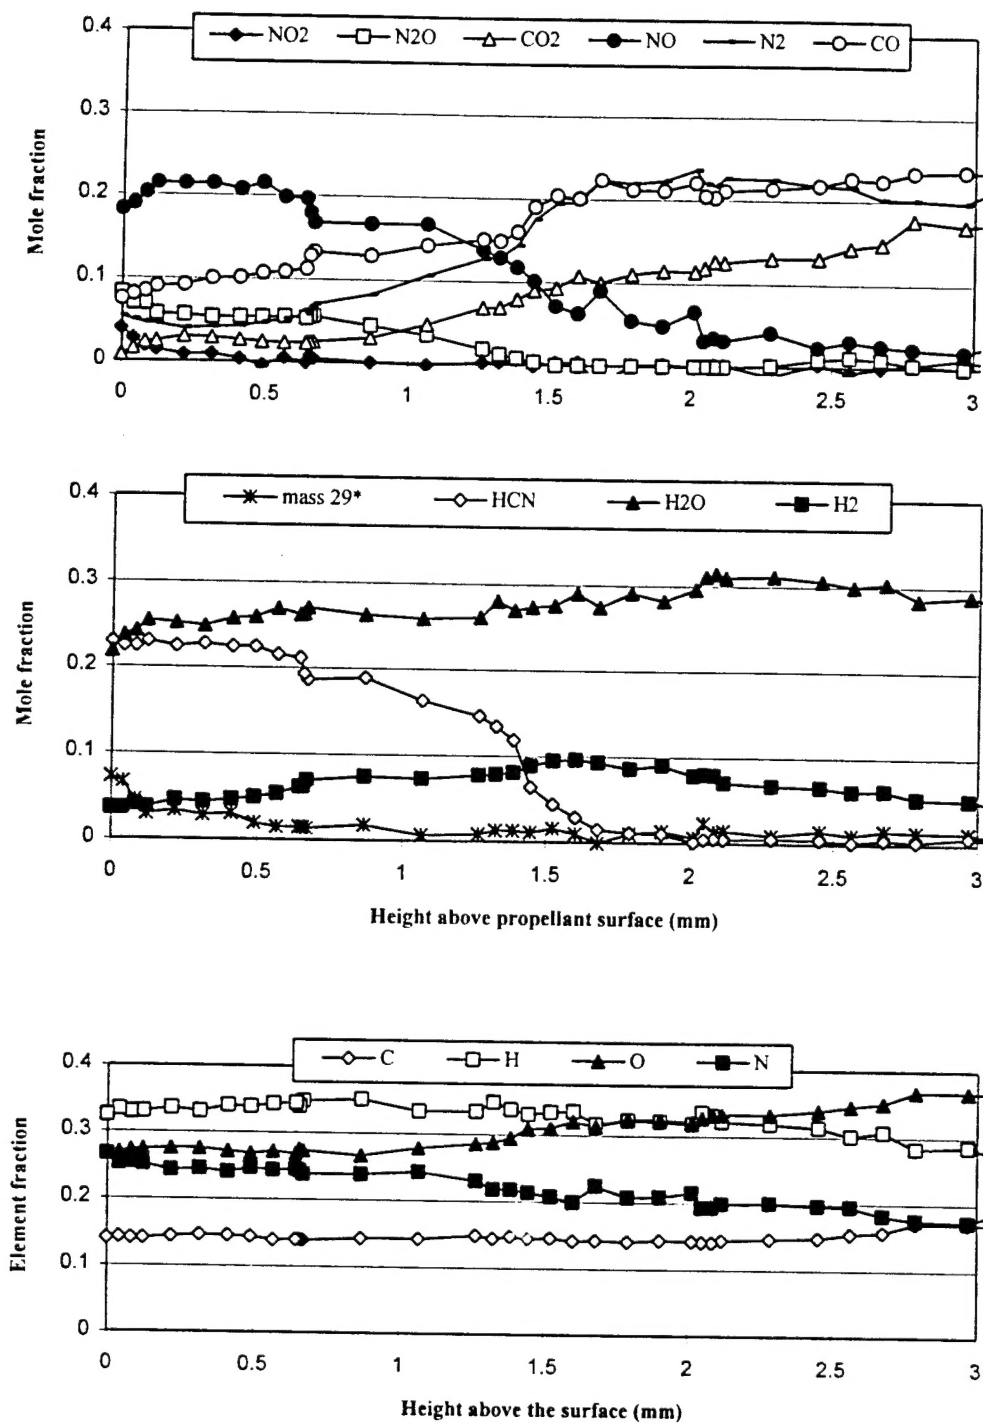 0.4
NO2 N2O CO2 NO N2 CO
0.3
0.2
0.1
0
Mole fraction
0 0.5 1 1.5 2 2.5 3
0.4
mass 29* HCN H2O H2
0.3
0.2
0.1
0
Mole fraction
0 0.5 1 1.5 2 2.5 3
Height above propellant surface (mm)
0.4
C H O N
0.3
0.2
0.1
0
Element fraction
0 0.5 1 1.5 2 2.5 3
Height above the surface (mm)